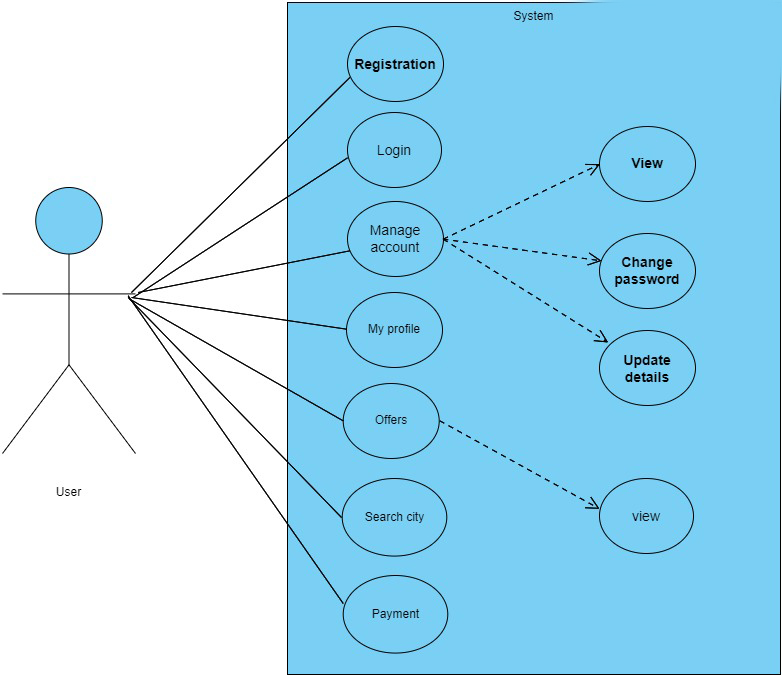 System
Registration
Login
View
Manage
account
Change
password
My profile
Update
details
Offers
User
Search city
view
Payment